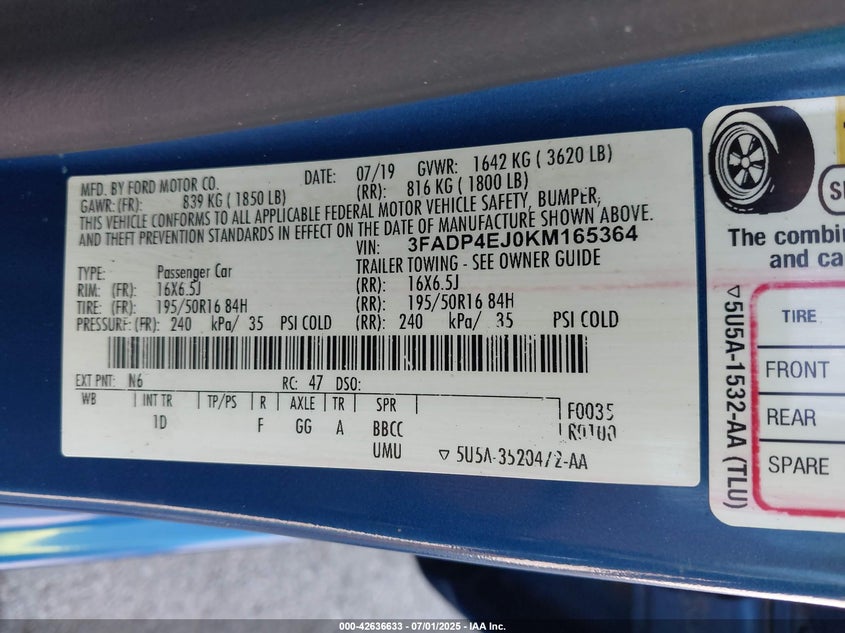 MFD. BY FORD MOTOR CO. DATE: 07/19 GVWR: 1642 KG ( 3620 LB)
GAWR: (FR): 839 KG ( 1850 LB) (RR): 816 KG ( 1800 LB)
THIS VEHICLE CONFORMS TO ALL APPLICABLE FEDERAL MOTOR VEHICLE SAFETY, BUMPER,
AND THEFT PREVENTION STANDARDS IN EFFECT ON THE DATE OF MANUFACTURE SHOWN ABOVE.
VIN: 3FADP4EJ0KM165364
TYPE: Passenger Car TRAILER TOWING - SEE OWNER GUIDE
RIM: (FR): 16X6.5J (RR): 16X6.5J
TIRE: (FR): 195/50R16 84H (RR): 195/50R16 84H
PRESSURE: (FR): 240 kPa/ 35 PSI COLD (RR): 240 kPa/ 35 PSI COLD
EXT PNT: N6 RC: 47 DSO:
WB INT TR TP/PS R AXLE TR SPR F0035
1D F GG A BBCC
UMU ▽ 5U5A-3520472-AA
The combin
and ca
▽5U5A-1532-AA (TLU)
TIRE
FRONT
REAR
SPARE
000-42636633 / 07/01/2025 - IAA Inc.